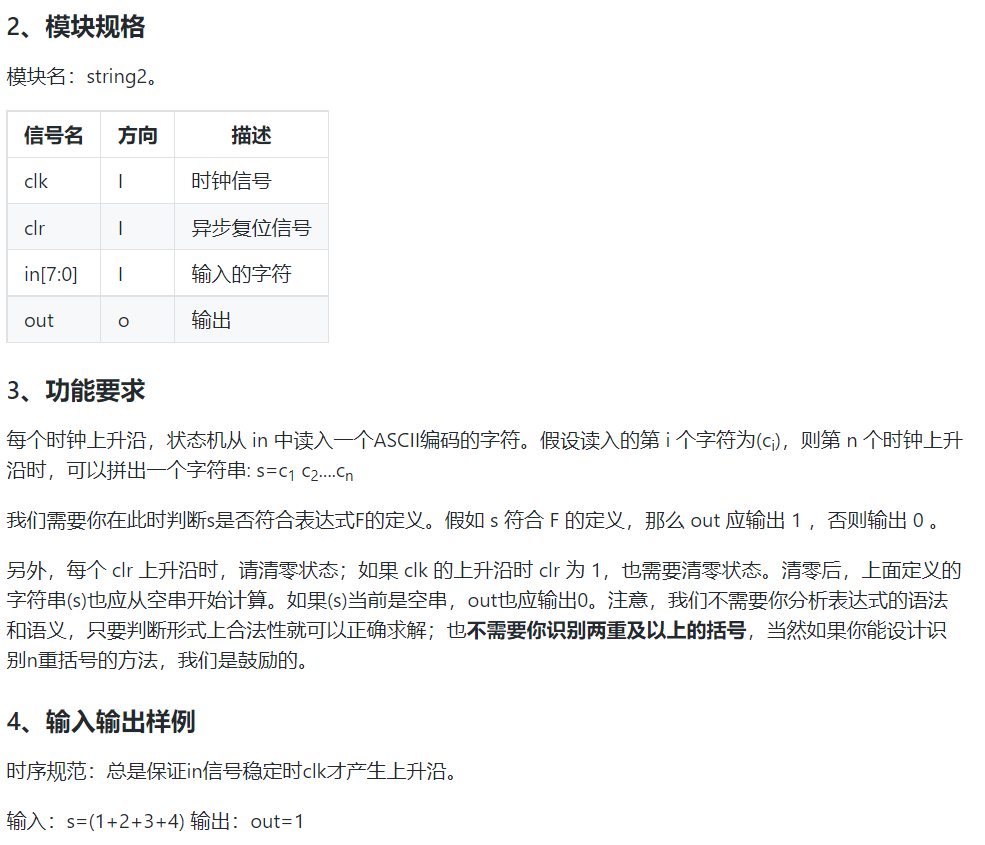 2、模块规格
模块名：string2。
信号名 方向 描述
clk I 时钟信号
clr I 异步复位信号
in[7:0] I 输入的字符
out o 输出
3、功能要求
每个时钟上升沿，状态机从 in 中读入一个ASCII编码的字符。假设读入的第 i 个字符为(ci)，则第 n 个时钟上升
沿时，可以拼出一个字符串: s=c1 c2....cn
我们需要你在此时判断s是否符合表达式F的定义。假如 s 符合 F 的定义，那么 out 应输出 1 ，否则输出 0 。
另外，每个 clr 上升沿时，请清零状态；如果 clk 的上升沿时 clr 为 1，也需要清零状态。清零后，上面定义的
字符串(s)也应从空串开始计算。如果(s)当前是空串，out也应输出0。注意，我们不需要你分析表达式的语法
和语义，只要判断形式上合法性就可以正确求解；也不需要你识别两重及以上的括号，当然如果你能设计识
别n重括号的方法，我们是鼓励的。
4、输入输出样例
时序规范：总是保证in信号稳定时clk才产生上升沿。
输入：s=(1+2+3+4) 输出：out=1